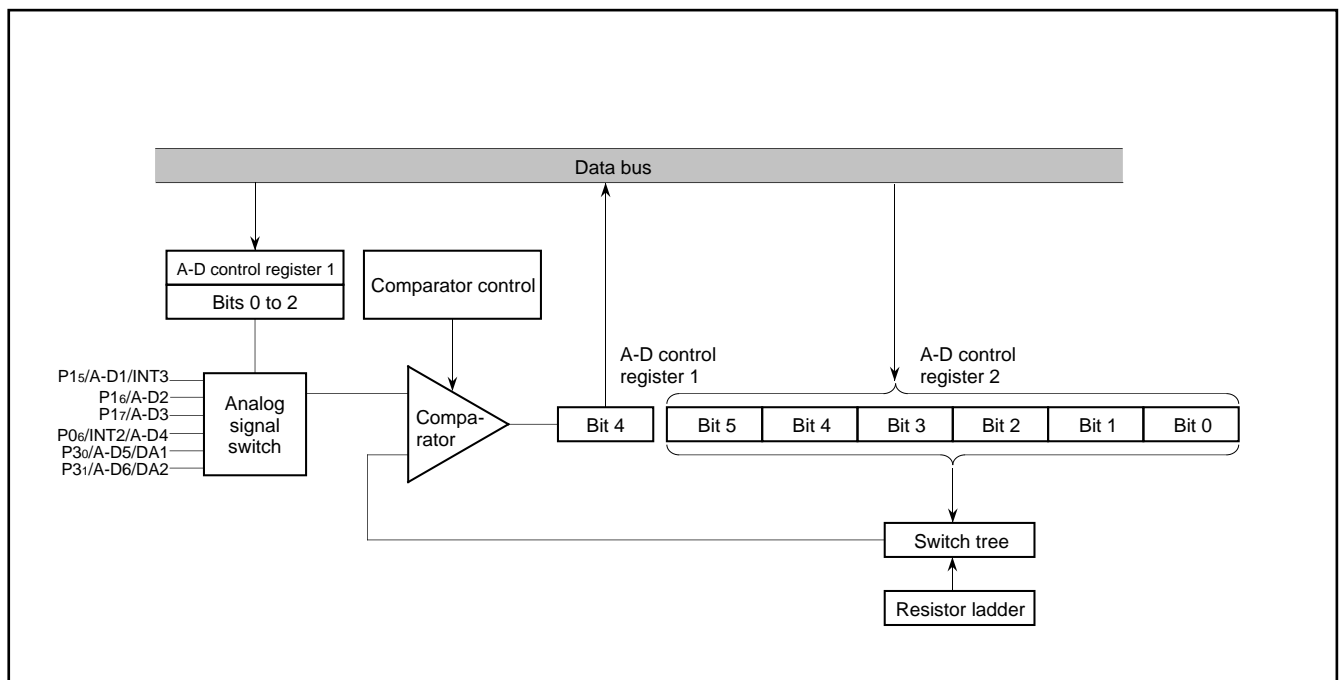 Data bus
A-D control register 1
Bits 0 to 2
Comparator control
A-D control
register 1
A-D control
register 2
P15/A-D1/INT3
P16/A-D2
P17/A-D3
P06/INT2/A-D4
P30/A-D5/DA1
P31/A-D6/DA2
Analog
signal
switch
Compa-
rator
Bit 4
Bit 5
Bit 4
Bit 3
Bit 2
Bit 1
Bit 0
Switch tree
Resistor ladder